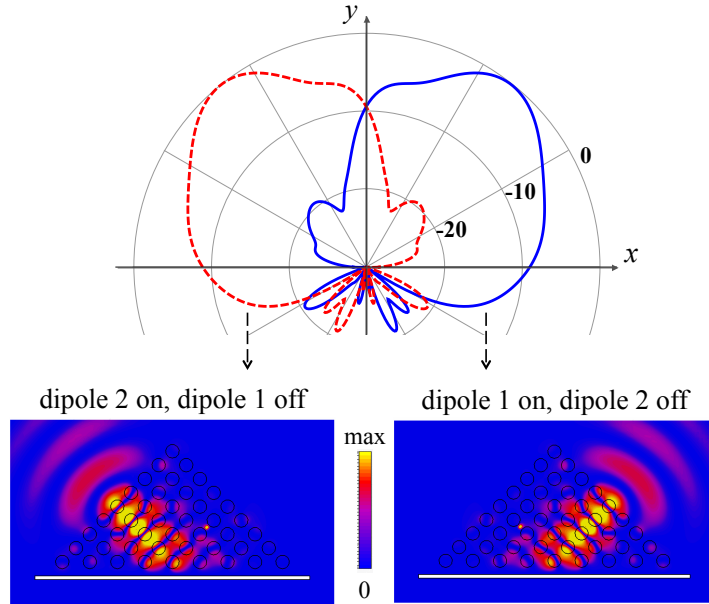 y
0
-10
-20
x
dipole 2 on, dipole 1 off
dipole 1 on, dipole 2 off
max
0